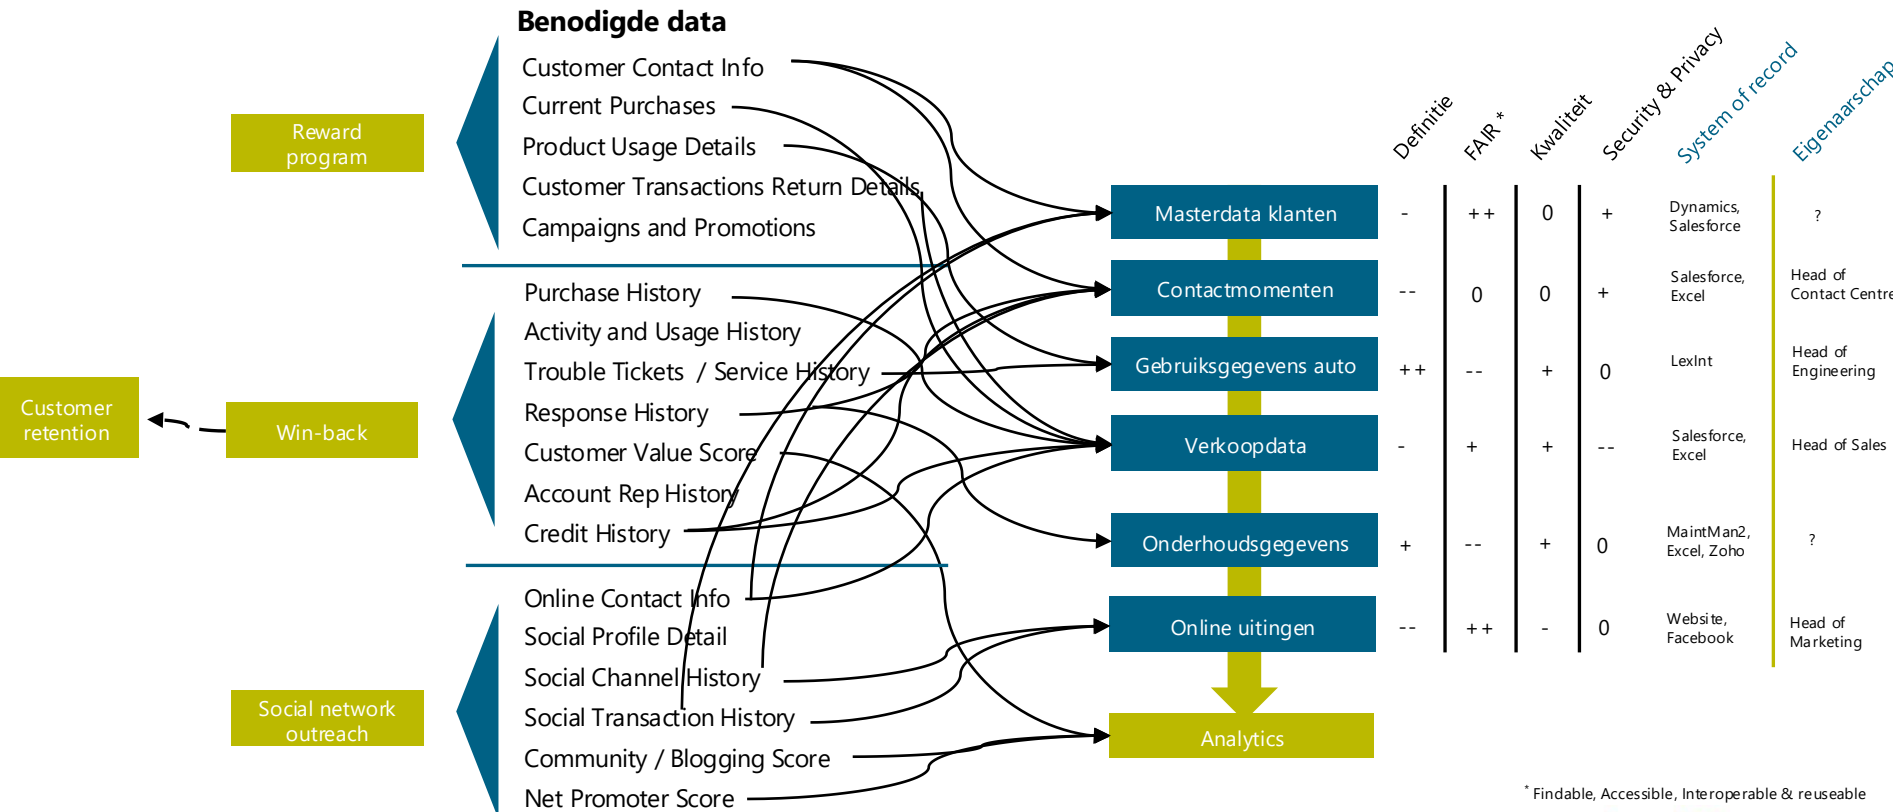 Benodigde data
Customer Contact Info
Current Purchases
Product Usage Details
Customer Transactions Return Details
Campaigns and Promotions
Reward
program
Purchase History
Activity and Usage History
Trouble Tickets / Service History
Response History
Customer Value Score
Account Rep History
Credit History
Customer
retention
Win-back
Online Contact Info
Social Profile Detail
Social Channel History
Social Transaction History
Community / Blogging Score
Net Promoter Score
Social network
outreach
Definitie
FAIR *
Kwaliteit
Security & Privacy
System of record
Eigenaarschap
Masterdata klanten
- ++ 0 +
Dynamics,
Salesforce
?
Contactmomenten
-- 0 0 +
Salesforce,
Excel
Head of
Contact Centre
Gebruiksgegevens auto
++ -- + 0
LexInt
Head of
Engineering
Verkoopdata
- + + --
Salesforce,
Excel
Head of Sales
Onderhoudsgegevens
+ -- + 0
MaintMan2,
Excel, Zoho
?
Online uitingen
-- ++ - 0
Website,
Facebook
Head of
Marketing
Analytics
* Findable, Accessible, Interoperable & reuseable